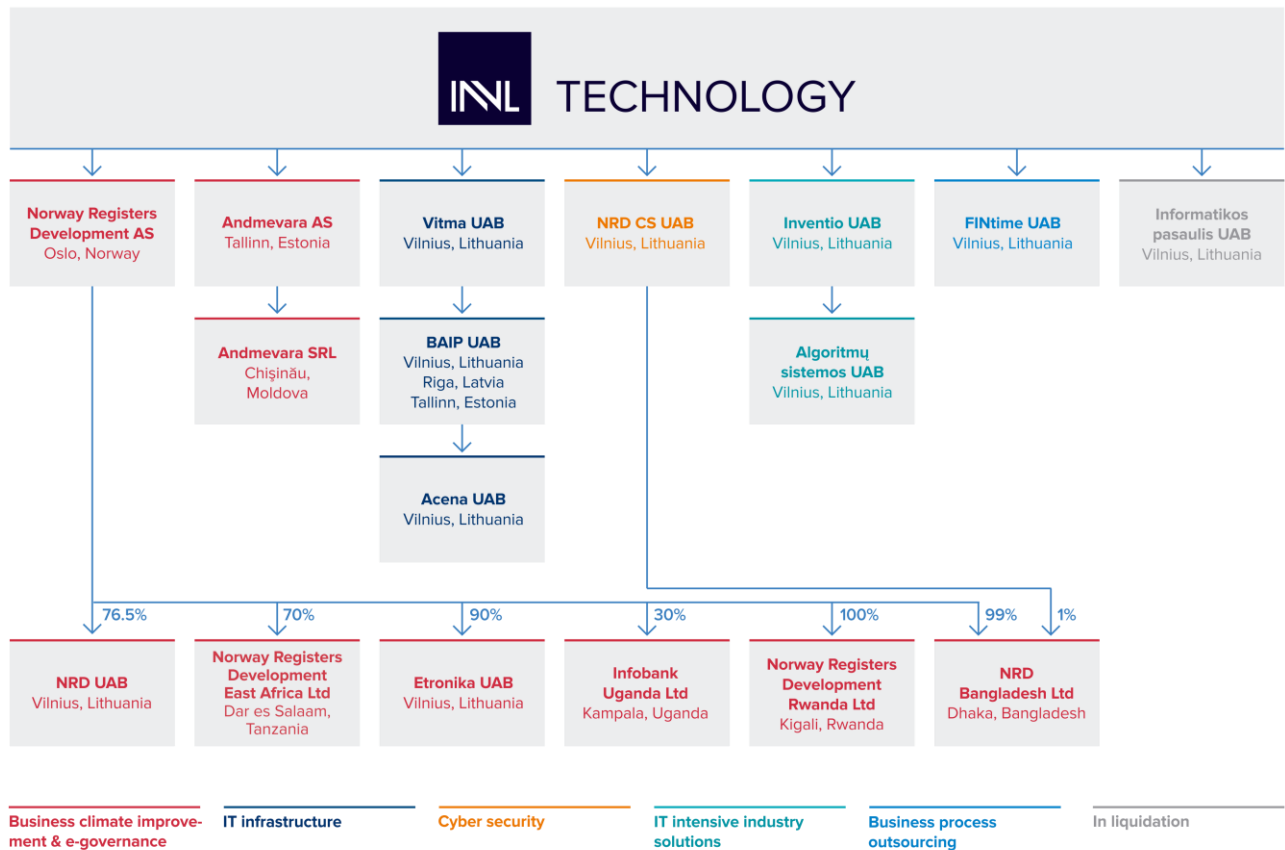 INVL TECHNOLOGY
Norway Registers
Development AS
Oslo, Norway
Andmevara AS
Tallinn, Estonia
Vitma UAB
Vilnius, Lithuania
NRD CS UAB
Vilnius, Lithuania
Inventio UAB
Vilnius, Lithuania
FINtime UAB
Vilnius, Lithuania
Informatikos
pasaulis UAB
Vilnius, Lithuania
Andmevara SRL
Chişinău,
Moldova
BAIP UAB
Vilnius, Lithuania
Riga, Latvia
Tallinn, Estonia
Algoritmų
sistemos UAB
Vilnius, Lithuania
Acena UAB
Vilnius, Lithuania
76.5%
70%
90%
30%
100%
99%
1%
NRD UAB
Vilnius, Lithuania
Norway Registers
Development
East Africa Ltd
Dar es Salaam,
Tanzania
Etronika UAB
Vilnius, Lithuania
Infobank
Uganda Ltd
Kampala, Uganda
Norway Registers
Development
Rwanda Ltd
Kigali, Rwanda
NRD
Bangladesh Ltd
Dhaka, Bangladesh
Business climate improve-
ment & e-governance
IT infrastructure
Cyber security
IT intensive industry
solutions
Business process
outsourcing
In liquidation